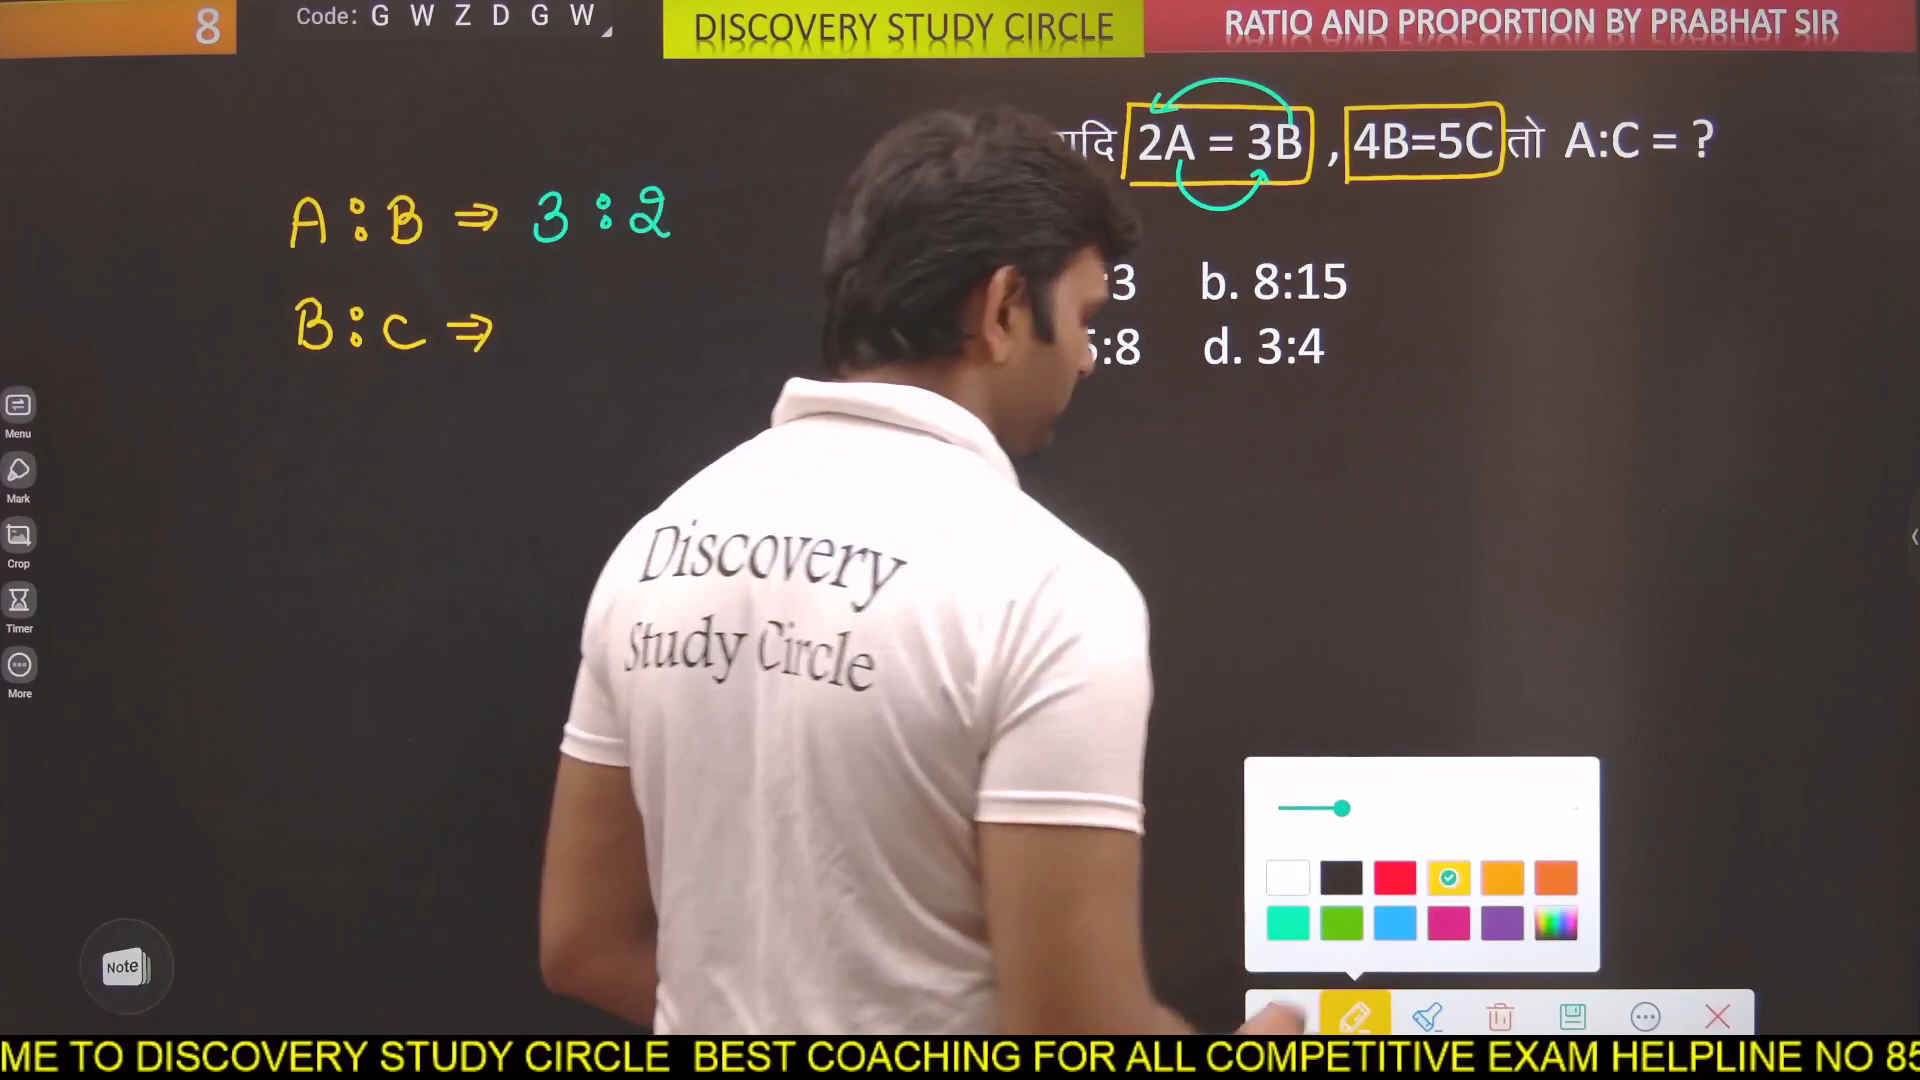 8
Code: G W Z D G W
DISCOVERY STUDY CIRCLE
RATIO AND PROPORTION BY PRABHAT SIR
2A = 3B , 4B=5C तो A:C = ?
A : B ⇒ 3 : 2
B : C ⇒
:3 b. 8:15
:8 d. 3:4
Menu
Mark
Crop
Timer
More
Discovery
Study Circle
Note
ME TO DISCOVERY STUDY CIRCLE BEST COACHING FOR ALL COMPETITIVE EXAM HELPLINE NO 85